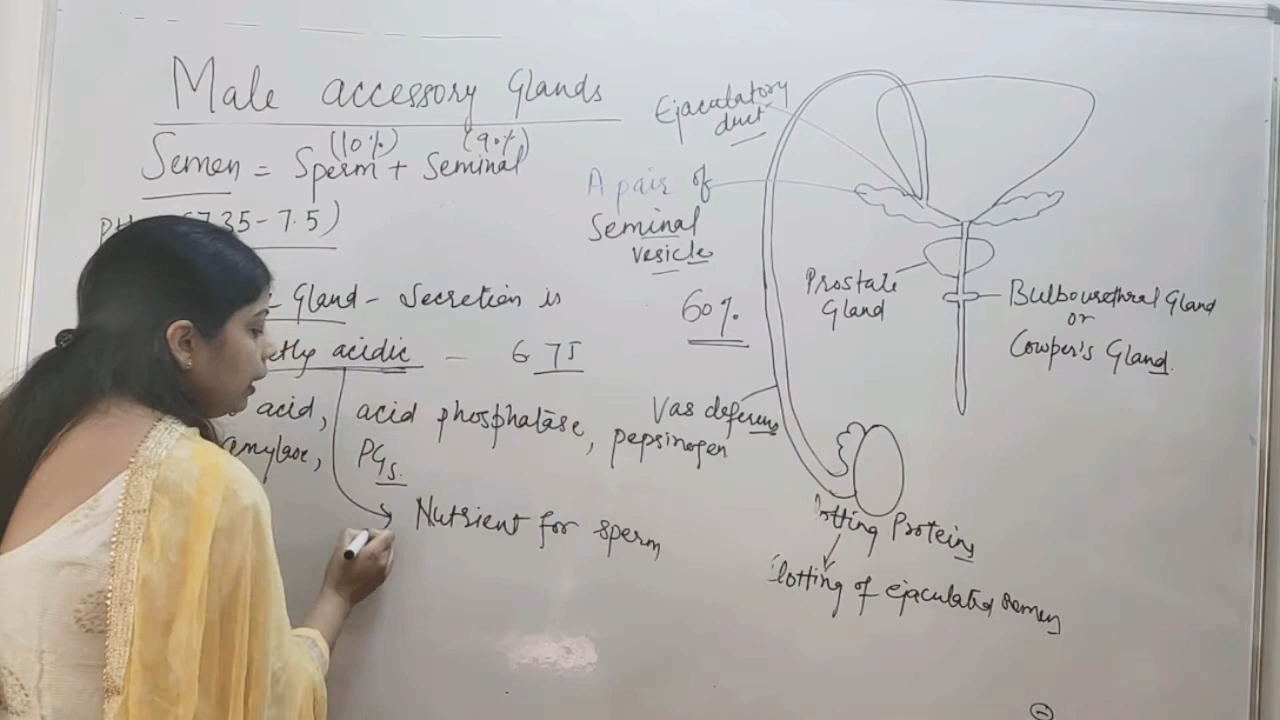 Male accessory Glands
(10%) (90%)
Semen = Sperm + Seminal
PH 7.35 - 7.5)
Gland - Secretion is
acidic - 6 75
acid, acid phosphatase, pepsinogen
amylase, PGs.
Nutrient for sperm
Ejaculatory
duct
A pair of
Seminal
vesicle
60%
Prostate
Gland
Bulbourethral Gland
or
Cowper's Gland.
Vas deferens
Proteins
of ejaculated semen